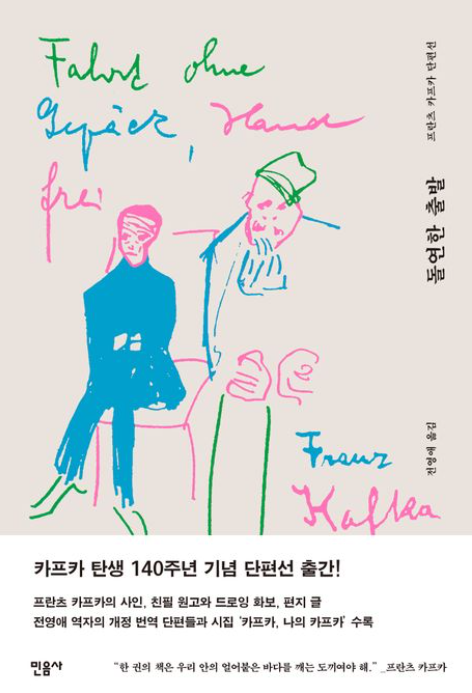 Fahrt ohne
Gepäck, Hand
frei
프란츠 카프카 단편선
돌연한 출발
전영애 옮김
Franz
Kafka
카프카 탄생 140주년 기념 단편선 출간!
프란츠 카프카의 사인, 친필 원고와 드로잉 화보, 편지 글
전영애 역자의 개정 번역 단편들과 시집 '카프카, 나의 카프카' 수록
민음사
“한 권의 책은 우리 안의 얼어붙은 바다를 깨는 도끼여야 해.” _프란츠 카프카